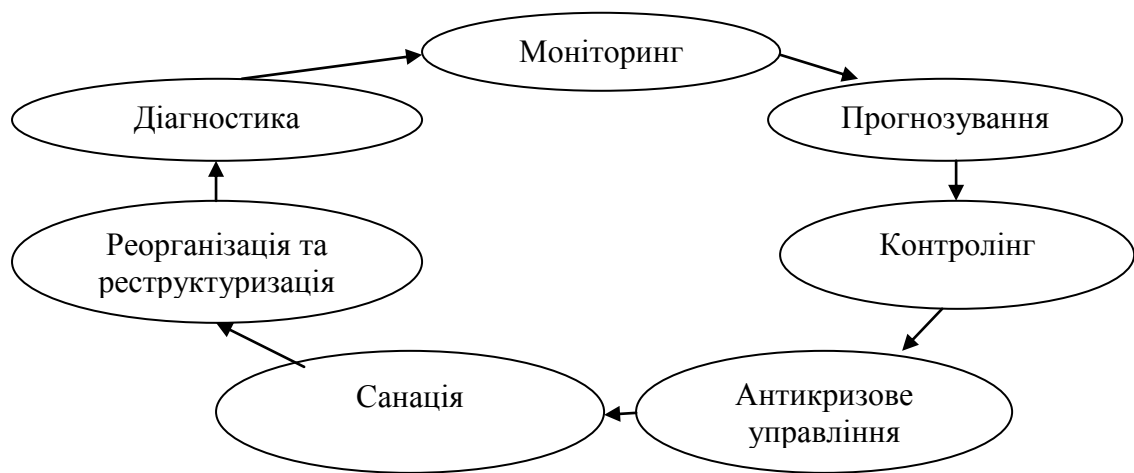 Моніторинг
Діагностика
Прогнозування
Реорганізація та
реструктуризація
Контролінг
Санація
Антикризове
управління